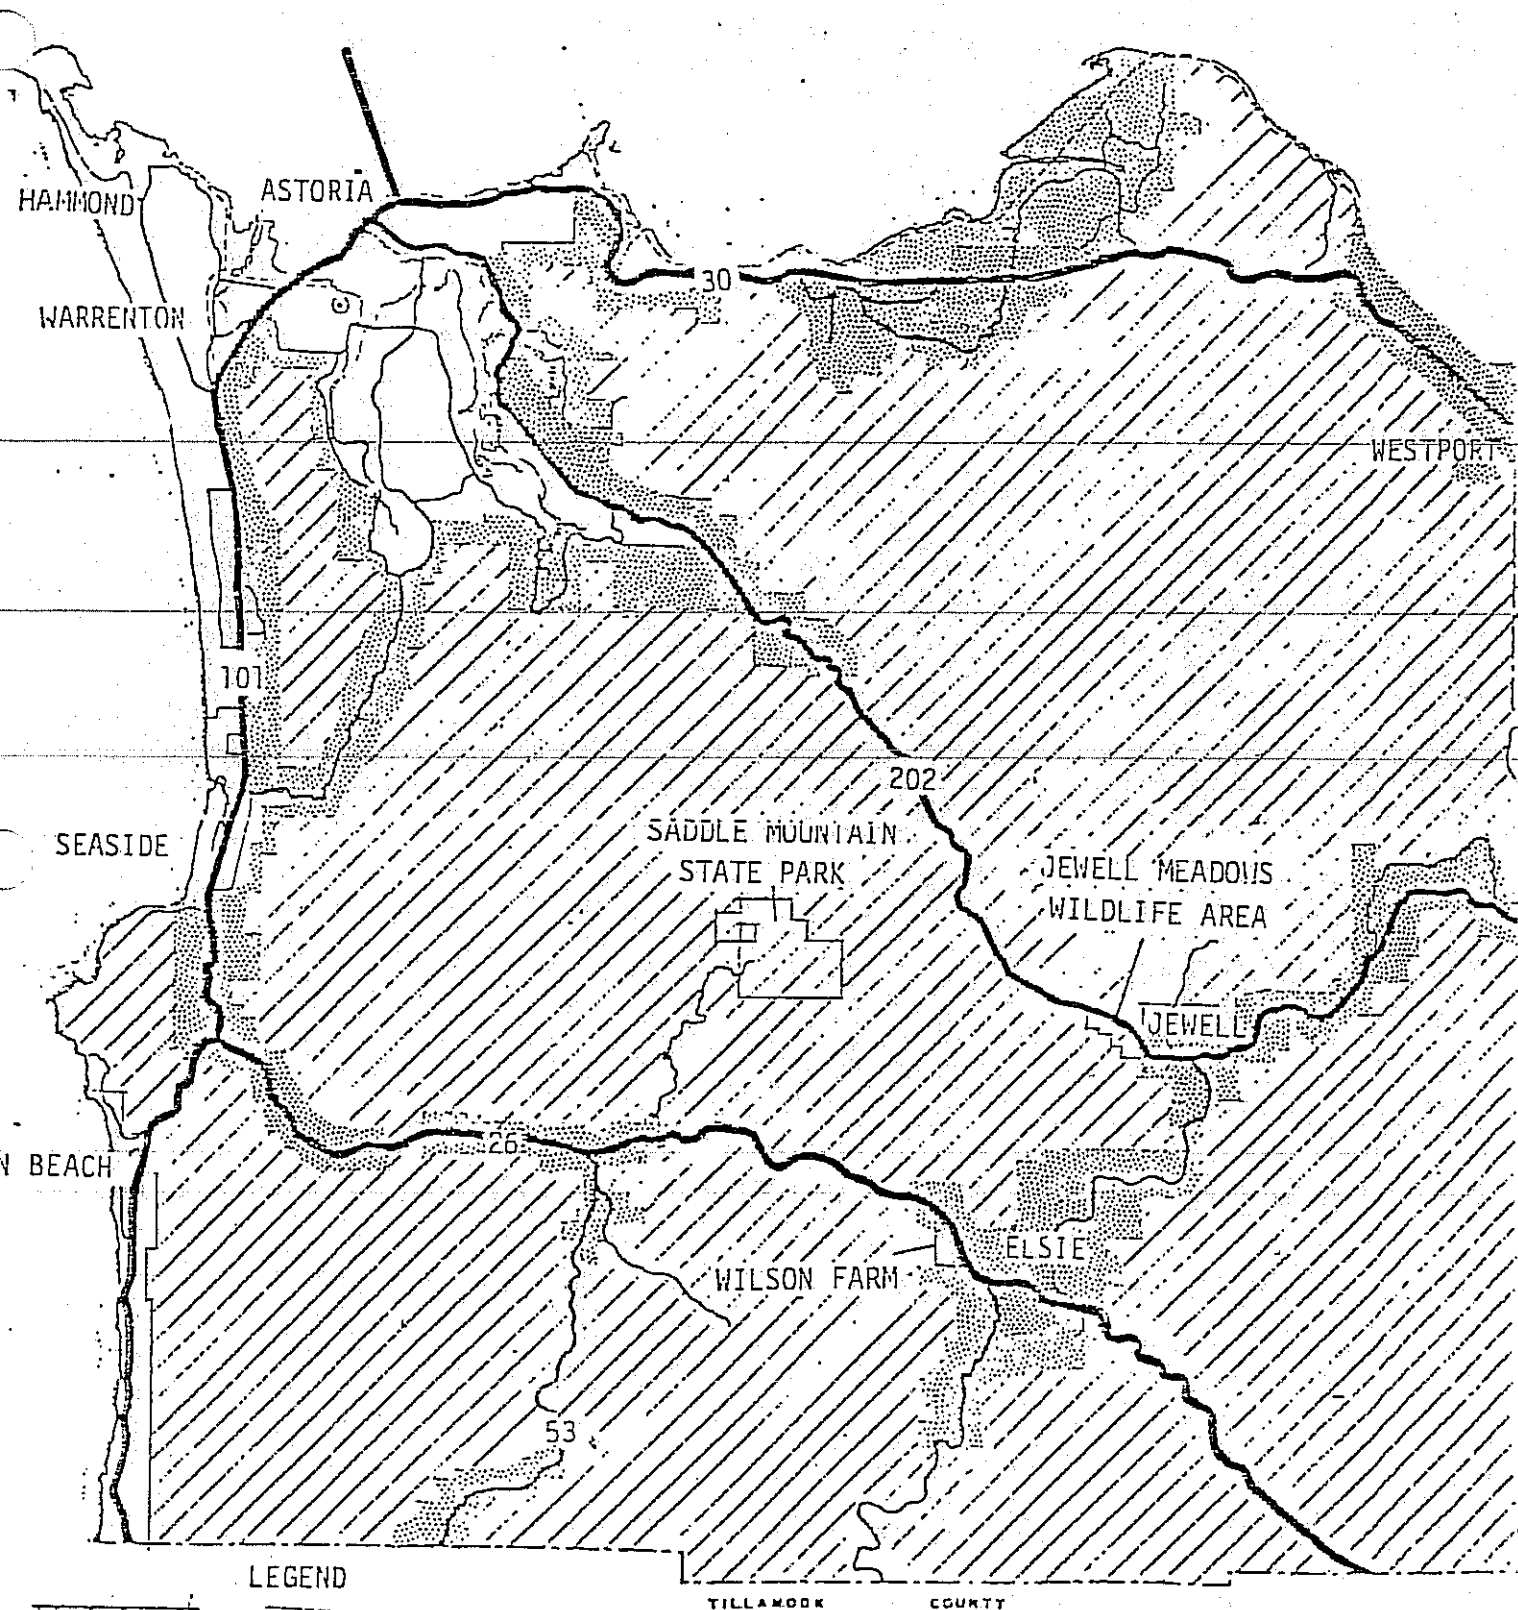 HAMMOND
ASTORIA
30
WARRENTON
WESTPORT
101
202
SEASIDE
SADDLE MOUNTAIN
STATE PARK
JEWELL MEADOWS
WILDLIFE AREA
JEWELL
26
N BEACH
ELSIE
WILSON FARM
53
LEGEND
TILLAMOOK COUNTY